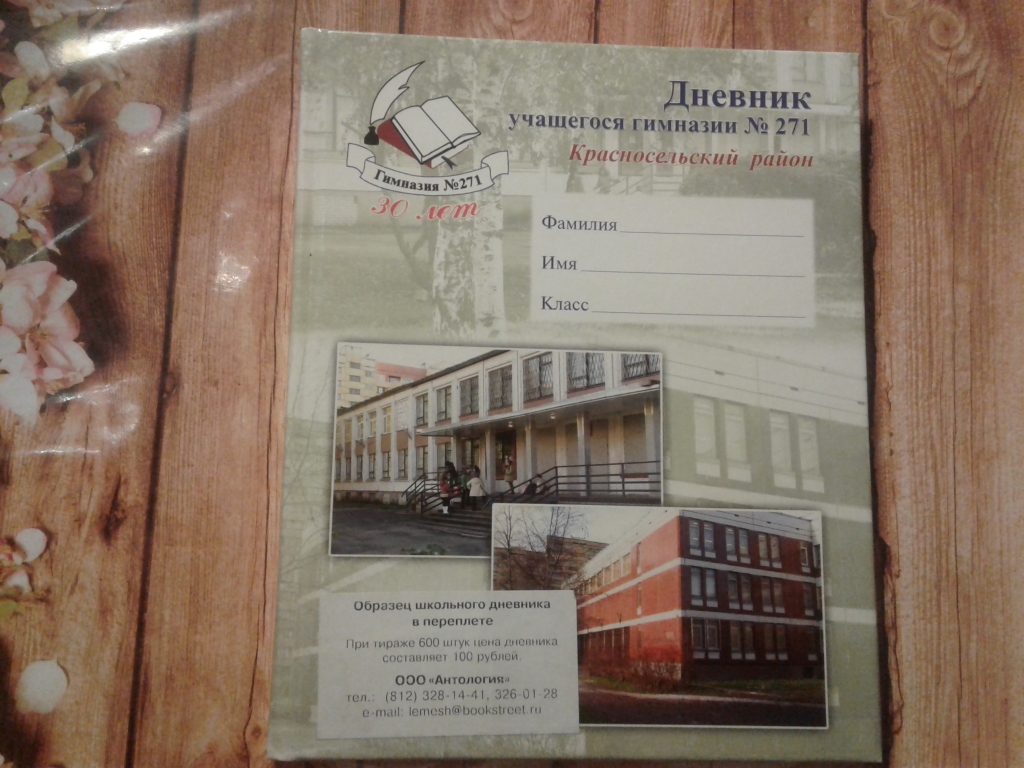 Дневник
учащегося гимназии № 271
Красносельский район
Гимназия №271
30 лет
Фамилия
Имя
Класс
Образец школьного дневника
в переплете
При тираже 600 штук цена дневника
составляет 100 рублей.
ООО «Антология»
тел.: (812) 328-14-41, 326-01-28
e-mail: lemesh@bookstreet.ru